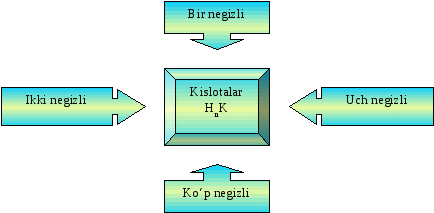 Bir negizli
Ikki negizli
Kislotalar
HnK
Uch negizli
Ko‘p negizli